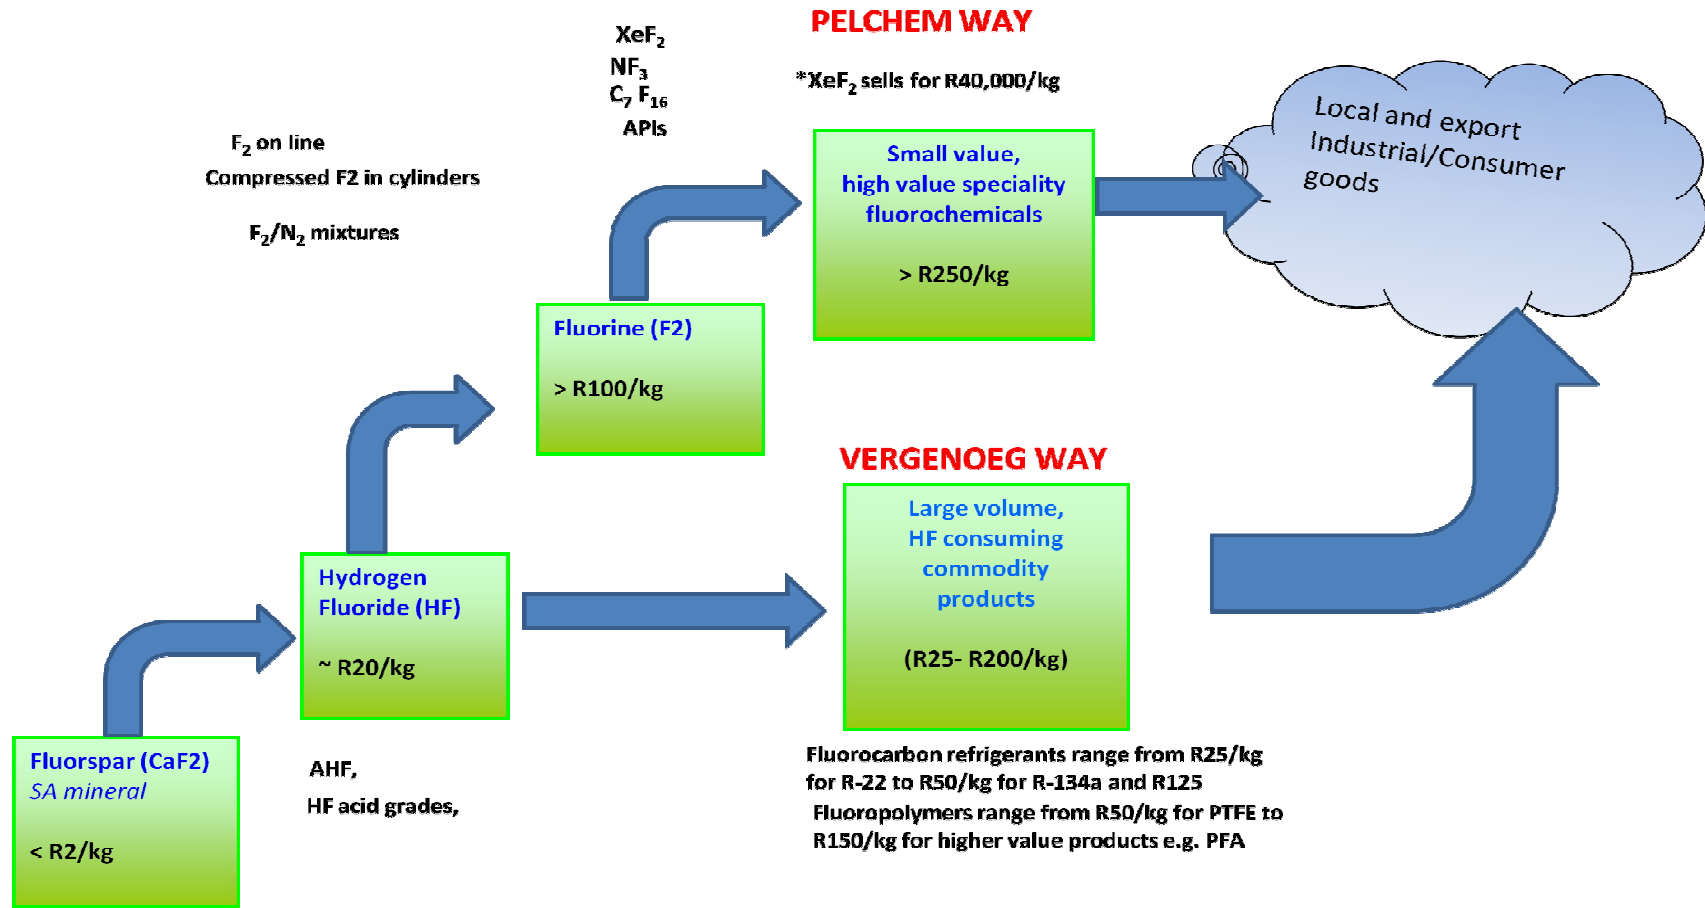 PELCHEM WAY
XeF₂
NF₃
C₇ F₁₆
APIs
*XeF₂ sells for R40,000/kg
Local and export
Industrial/Consumer
goods
F₂ on line
Compressed F2 in cylinders
F₂/N₂ mixtures
Small value,
high value speciality
fluorochemicals
> R250/kg
Fluorine (F2)
> R100/kg
VERGENOEG WAY
Large volume,
HF consuming
commodity
products
(R25- R200/kg)
Hydrogen
Fluoride (HF)
~ R20/kg
Fluorspar (CaF2)
SA mineral
< R2/kg
AHF,
HF acid grades,
Fluorocarbon refrigerants range from R25/kg
for R-22 to R50/kg for R-134a and R125
Fluoropolymers range from R50/kg for PTFE to
R150/kg for higher value products e.g. PFA